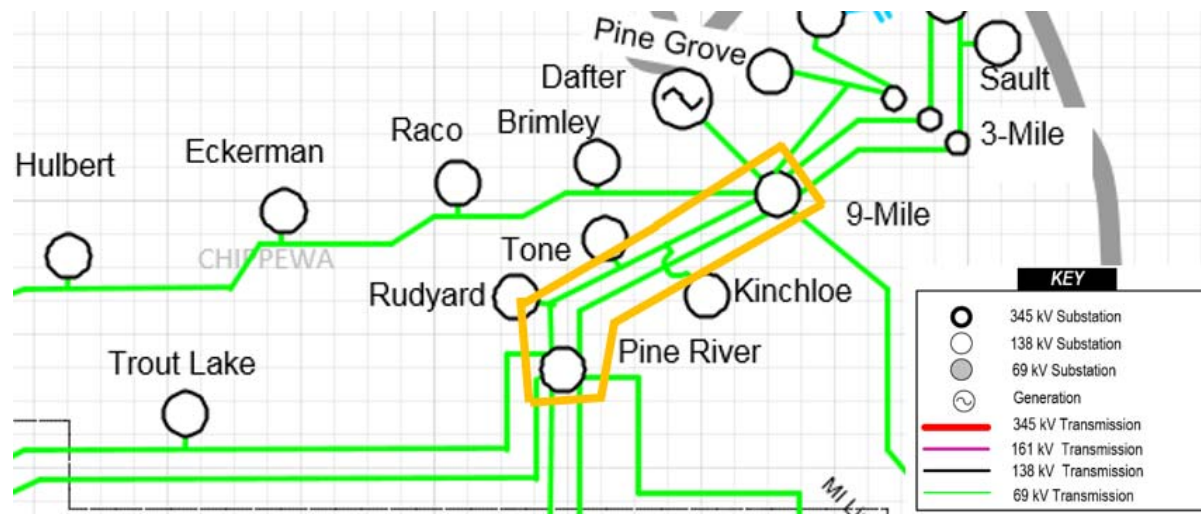 Pine Grove
Dafter
Sault
Raco
Brimley
3-Mile
Hulbert
Eckerman
9-Mile
Tone
CHIPPEWA
Rudyard
Kinchloe
Trout Lake
Pine River
KEY
345 kV Substation
138 kV Substation
69 kV Substation
Generation
345 kV Transmission
161 kV Transmission
138 kV Transmission
69 kV Transmission